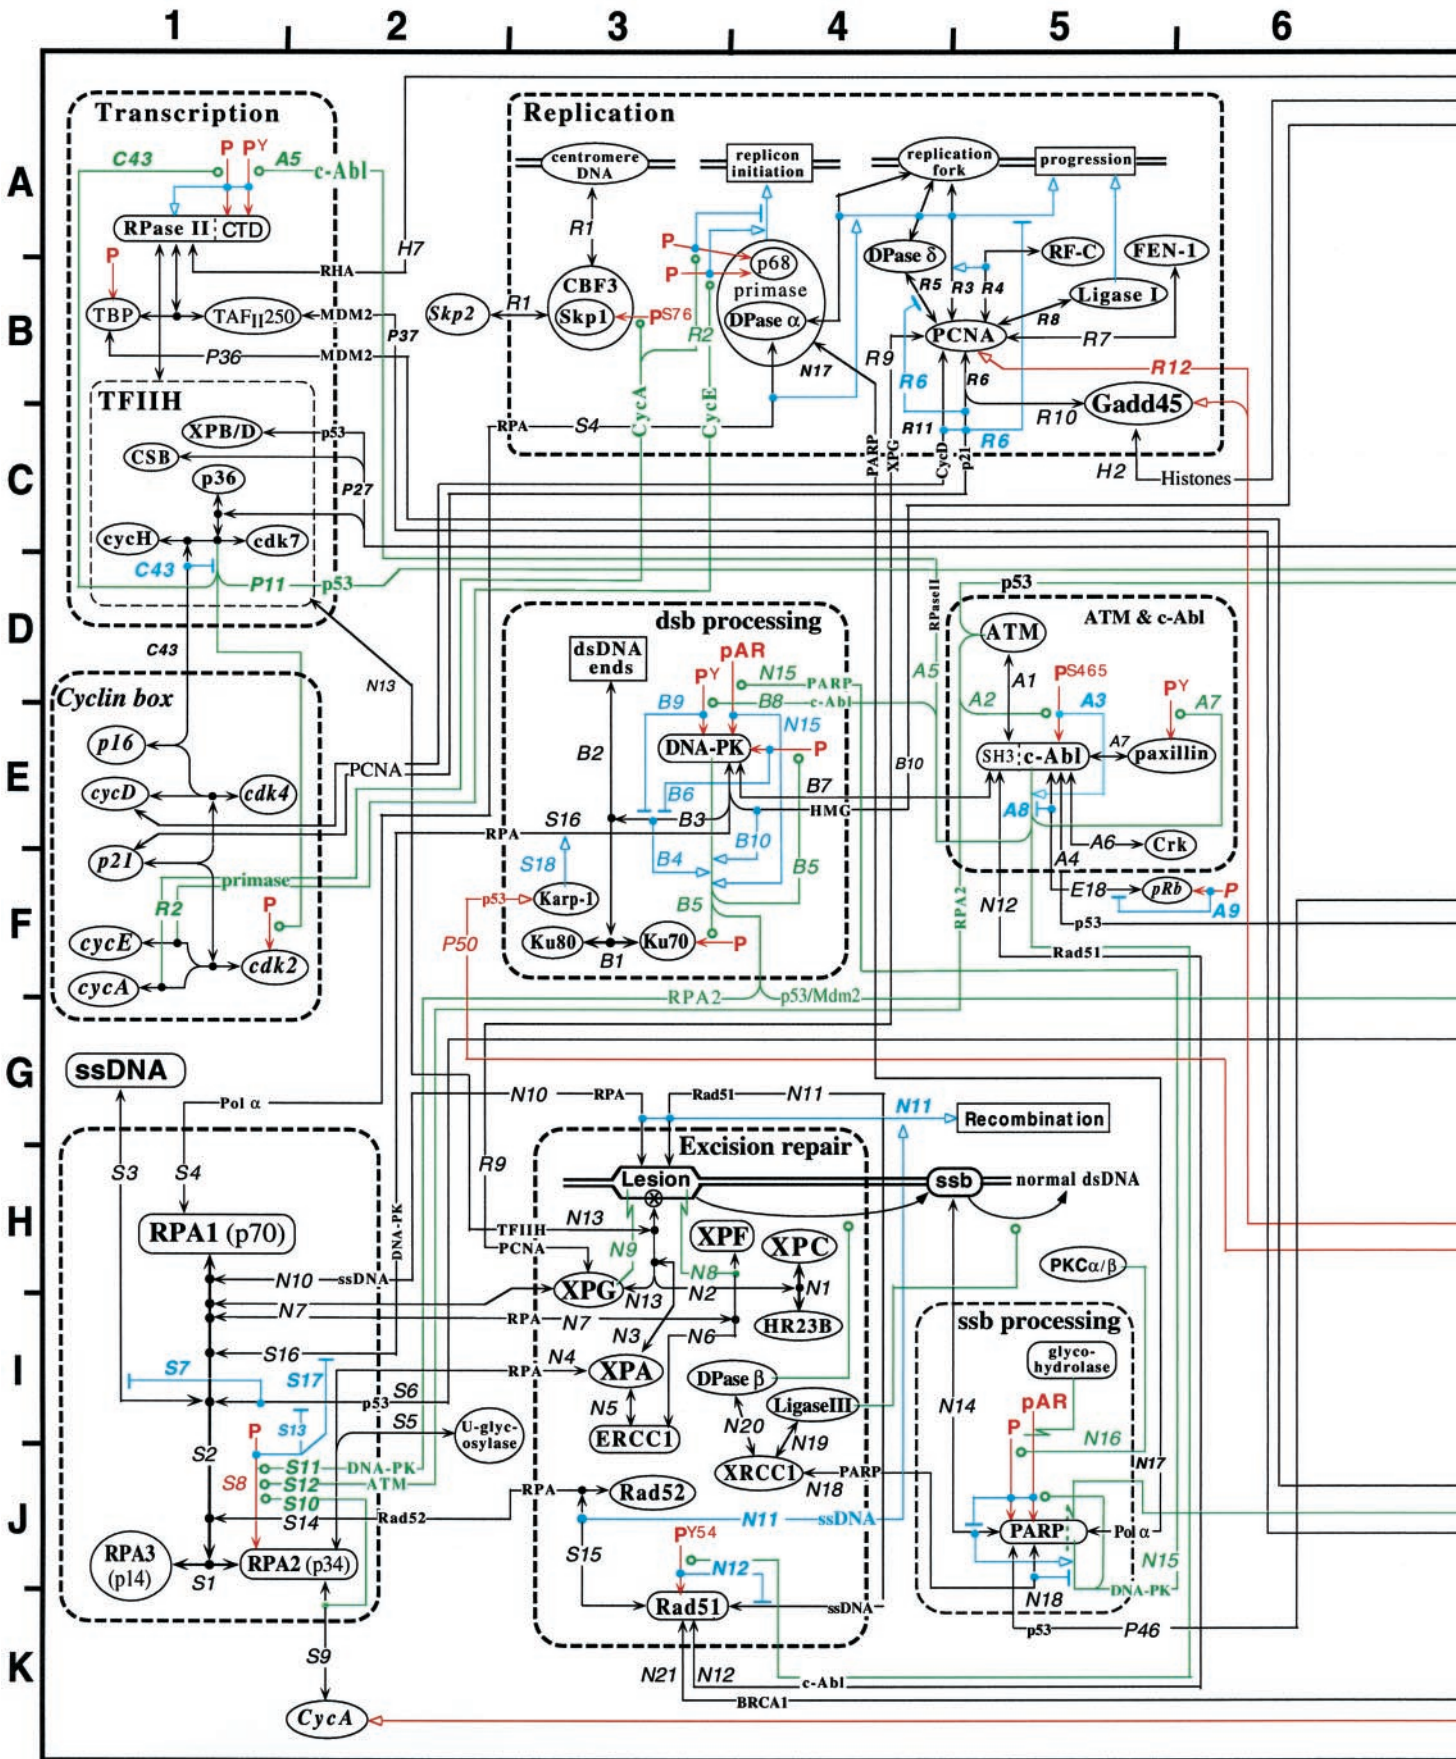 1 2 3 4 5 6
A
B
C
D
E
F
G
H
I
J
K
Transcription
C43
P
PY
A5
c-Abl
RPase II
CTD
P
RHA
H7
TBP
TAFII250
MDM2
P37
P36
MDM2
TFIIH
XPB/D
p53
CSB
p36
P27
cycH
cdk7
C43
P11
p53
C43
N13
Replication
centromere
DNA
replicon
initiation
replication
fork
progression
R1
P
P
p68
primase
DPase α
CBF3
Skp1
PS76
Skp2
R1
R2
CycA
CycE
N17
RPA
S4
DPase δ
RF-C
FEN-1
R5
R3
R4
Ligase I
R8
PCNA
R7
R9
R6
R6
R12
R10
Gadd45
R11
R6
PARP
XPG
CycD
p21
H2
Histones
Cyclin box
p16
cycD
cdk4
PCNA
p21
primase
R2
P
cycE
cdk2
cycA
dsb processing
dsDNA
ends
pAR
PY
N15
PARP
B9
B8
c-Abl
N15
B2
DNA-PK
P
B6
B7
B10
HMG
RPA
S16
B3
B10
S18
B4
B5
p53
Karp-1
B5
P50
Ku80
Ku70
P
B1
RPA2
p53/Mdm2
RPaseII
A5
p53
ATM & c-Abl
ATM
A1
PS465
PY
A2
A3
A7
SH3
c-Abl
A7
paxillin
A8
A6
Crk
A4
N12
E18
pRb
P
A9
RPA2
p53
Rad51
ssDNA
Pol α
S3
S4
RPA1 (p70)
DNA-PK
N10
ssDNA
N7
S16
S7
S17
p53
S6
S5
U-glyc-
osylase
P
S13
S2
S8
S11
DNA-PK
S12
ATM
S10
S14
Rad52
RPA3
(p14)
S1
RPA2 (p34)
S9
CycA
N10
RPA
Rad51
N11
N11
Recombination
Excision repair
R9
Lesion
ssb
normal dsDNA
TFIIH
N13
PCNA
N9
XPF
XPC
N8
XPG
N13
N2
N1
RPA
N7
HR23B
N3
N6
RPA
N4
XPA
DPase β
LigaseIII
N5
N20
N19
ERCC1
XRCC1
PARP
N18
RPA
Rad52
N11
ssDNA
S15
PY54
N12
Rad51
ssDNA
N21
N12
c-Abl
BRCA1
PKCα/β
ssb processing
glyco-
hydrolase
N14
pAR
P
N16
N17
PARP
Pol α
N15
DNA-PK
N18
p53
P46